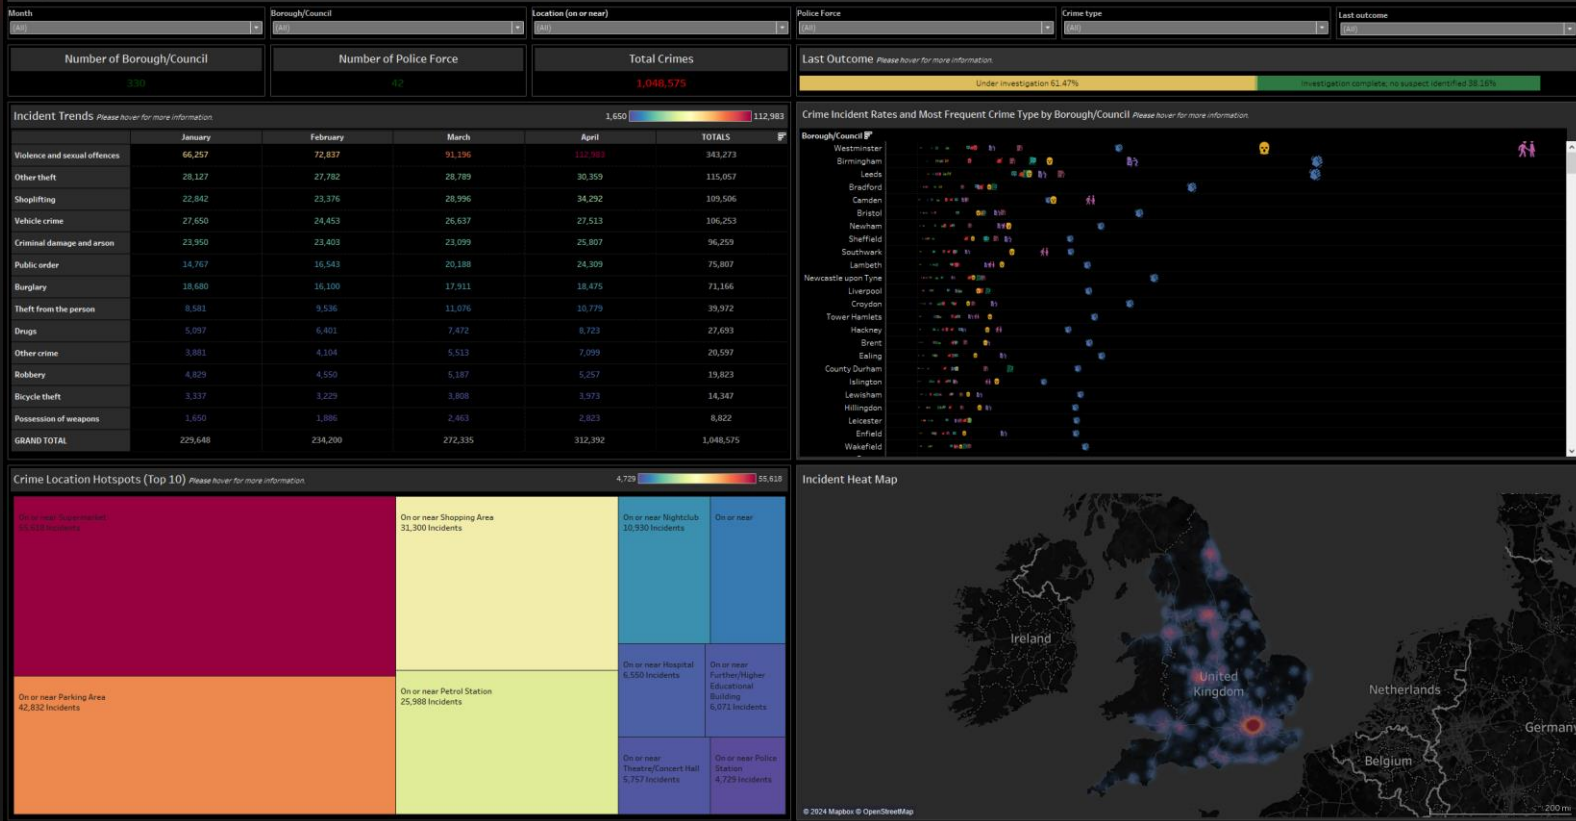 Month
(All)
Borough/Council
(All)
Location (on or near)
(All)
Police Force
(All)
Crime type
(All)
Last outcome
(All)
Number of Borough/Council
330
Number of Police Force
42
Total Crimes
1,048,575
Last Outcome Please hover for more information.
Under investigation 61.47%
Investigation complete; no suspect identified 38.16%
Incident Trends Please hover for more information.
1,650 112,983
January February March April TOTALS
Violence and sexual offences 66,257 72,837 91,196 112,983 343,273
Other theft 28,127 27,782 28,789 30,359 115,057
Shoplifting 22,842 23,376 28,996 34,292 109,506
Vehicle crime 27,650 24,453 26,637 27,513 106,253
Criminal damage and arson 23,950 23,403 23,099 25,807 96,259
Public order 14,767 16,543 20,188 24,309 75,807
Burglary 18,680 16,100 17,911 18,475 71,166
Theft from the person 8,581 9,536 11,076 10,779 39,972
Drugs 5,097 6,401 7,472 8,723 27,693
Other crime 3,881 4,104 5,513 7,099 20,597
Robbery 4,829 4,550 5,187 5,257 19,823
Bicycle theft 3,337 3,229 3,808 3,973 14,347
Possession of weapons 1,650 1,886 2,463 2,823 8,822
GRAND TOTAL 229,648 234,200 272,335 312,392 1,048,575
Crime Incident Rates and Most Frequent Crime Type by Borough/Council Please hover for more information.
Borough/Council
Westminster
Birmingham
Leeds
Bradford
Camden
Bristol
Newham
Sheffield
Southwark
Lambeth
Newcastle upon Tyne
Liverpool
Croydon
Tower Hamlets
Hackney
Brent
Ealing
County Durham
Islington
Lewisham
Hillingdon
Leicester
Enfield
Wakefield
Crime Location Hotspots (Top 10) Please hover for more information.
4,729 55,618
On or near Supermarket
55,618 Incidents
On or near Parking Area
42,832 Incidents
On or near Shopping Area
31,300 Incidents
On or near Petrol Station
25,988 Incidents
On or near Nightclub
10,930 Incidents
On or near
On or near Hospital
6,550 Incidents
On or near
Further/Higher
Educational
Building
6,071 Incidents
On or near
Theatre/Concert Hall
5,757 Incidents
On or near Police
Station
4,729 Incidents
Incident Heat Map
Ireland
United
Kingdom
Netherlands
Germany
Belgium
© 2024 Mapbox © OpenStreetMap
200 mi